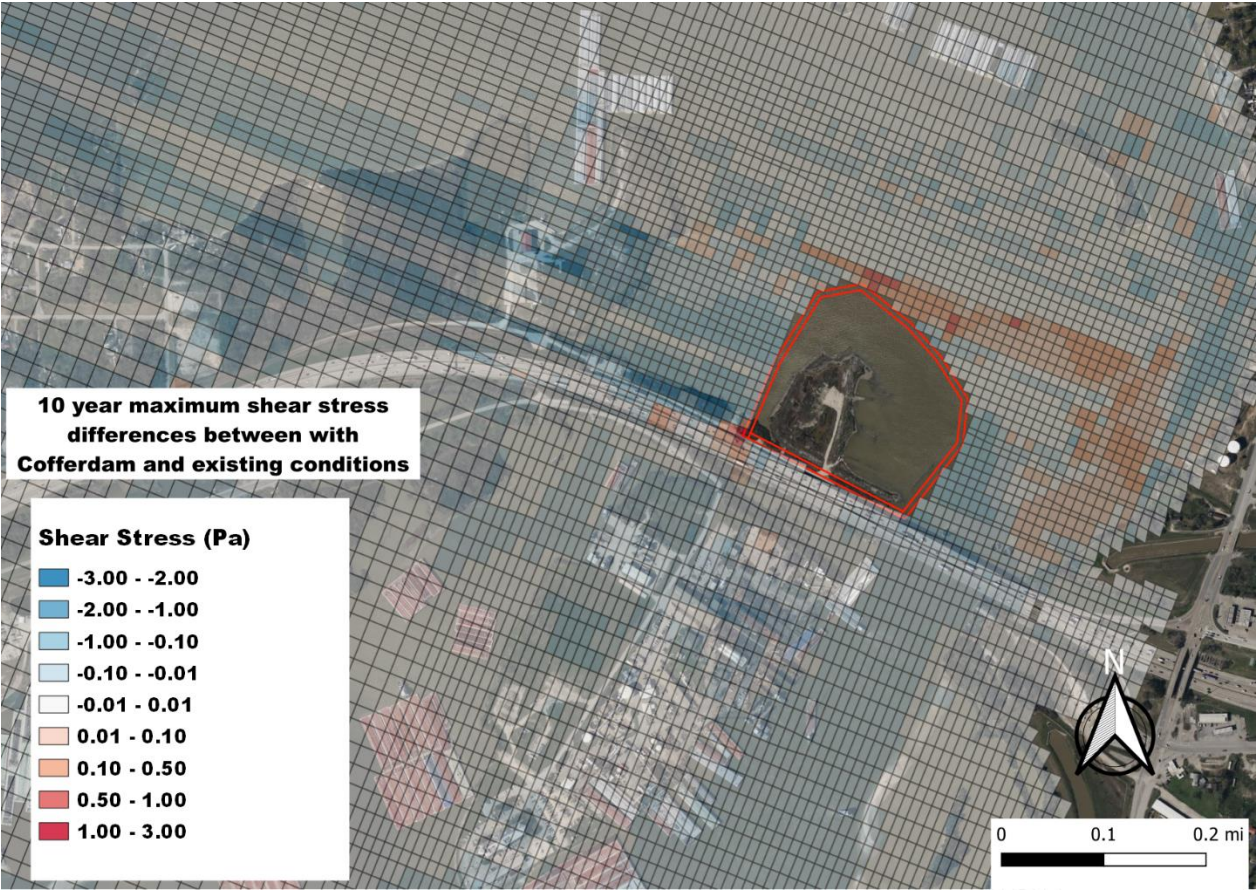 10 year maximum shear stress
differences between with
Cofferdam and existing conditions
Shear Stress (Pa)
-3.00 - -2.00
-2.00 - -1.00
-1.00 - -0.10
-0.10 - -0.01
-0.01 - 0.01
0.01 - 0.10
0.10 - 0.50
0.50 - 1.00
1.00 - 3.00
N
0 0.1 0.2 mi